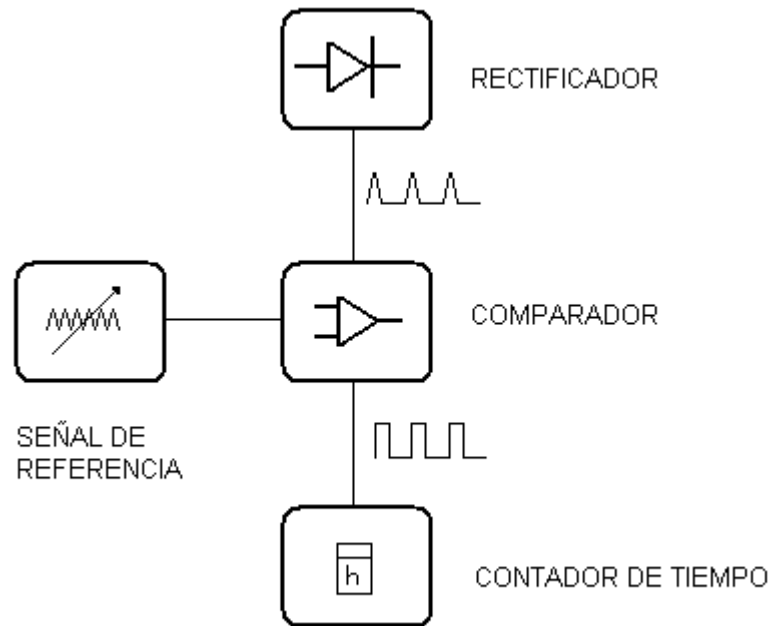 RECTIFICADOR
COMPARADOR
SEÑAL DE
REFERENCIA
h
CONTADOR DE TIEMPO